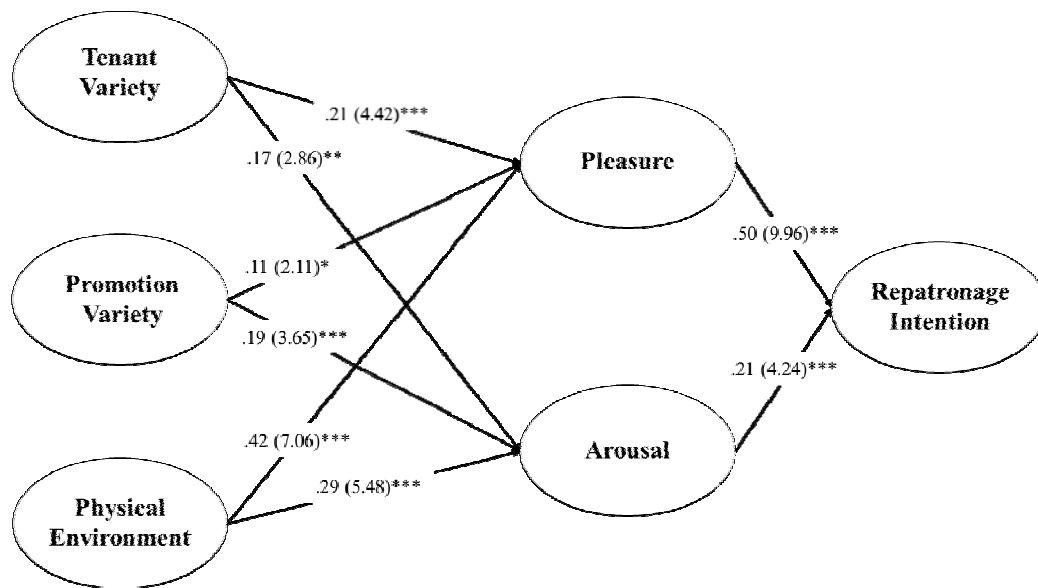 Tenant
Variety
.21 (4.42)***
.17 (2.86)**
Pleasure
.50 (9.96)***
Promotion
Variety
.11 (2.11)*
.19 (3.65)***
Repatronage
Intention
.21 (4.24)***
.42 (7.06)***
Arousal
.29 (5.48)***
Physical
Environment